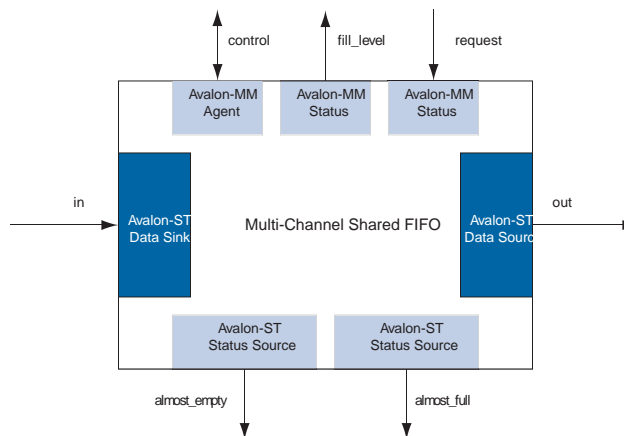 control
fill_level
request
Avalon-MM
Agent
Avalon-MM
Status
Avalon-MM
Status
in
Avalon-ST
Data Sink
Multi-Channel Shared FIFO
Avalon-ST
Data Source
out
Avalon-ST
Status Source
Avalon-ST
Status Source
almost_empty
almost_full